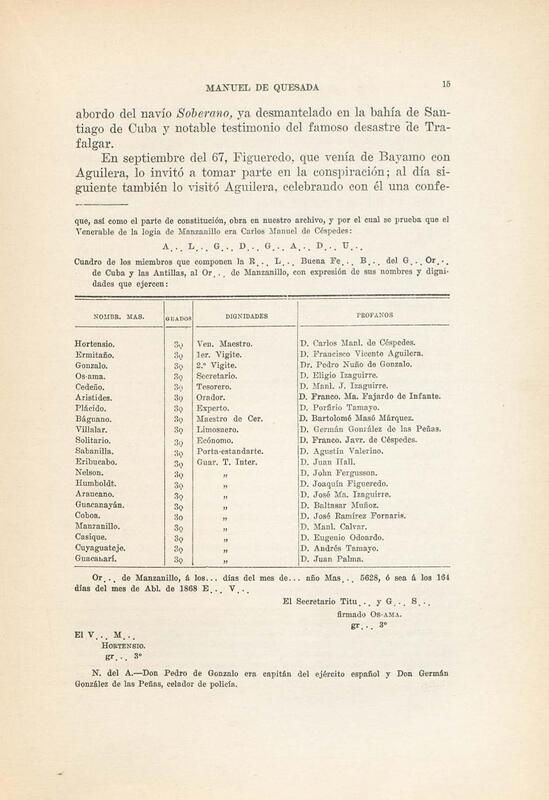 MANUEL DE QUESADA 15
abordo del navío Soberano, ya desmantelado en la bahía de San-
tiago de Cuba y notable testimonio del famoso desastre de Tra-
falgar.
En septiembre del 67, Figueredo, que venía de Bayamo con
Aguilera, lo invitó a tomar parte en la conspiración; al día si-
guiente también lo visitó Aguilera, celebrando con él una confe-
que, así como el parte de constitución, obra en nuestro archivo, y por el cual se prueba que el
Venerable de la logia de Manzanillo era Carlos Manuel de Céspedes:
A∴ L∴ G∴ D∴ G∴ A∴ D∴ U∴
Cuadro de los miembros que componen la R∴ L∴ Buena Fe∴ B∴ del G∴ Or∴
de Cuba y las Antillas, al Or∴ de Manzanillo, con expresión de sus nombres y digni-
dades que ejercen:
NOMBR. MAS. GRADOS DIGNIDADES PROFANOS
Hortensio. 3º Ven. Maestro. D. Carlos Manl. de Céspedes.
Ermitaño. 3º 1er. Vigite. D. Francisco Vicente Aguilera.
Gonzalo. 3º 2.º Vigite. Dr. Pedro Nuño de Gonzalo.
Os-ama. 3º Secretario. D. Eligio Izaguirre.
Cedeño. 3º Tesorero. D. Manl. J. Izaguirre.
Aristides. 3º Orador. D. Franco. Ma. Fajardo de Infante.
Plácido. 3º Experto. D. Porfirio Tamayo.
Báguano. 3º Maestro de Cer. D. Bartolomé Masó Márquez.
Villalar. 3º Limosnero. D. Germán González de las Peñas.
Solitario. 3º Ecónomo. D. Franco. Javr. de Céspedes.
Sabanilla. 3º Porta-estandarte. D. Agustín Valerino.
Eribucabo. 3º Guar. T. Inter. D. Juan Hall.
Nelson. 3º „ D. John Fergusson.
Humboldt. 3º „ D. Joaquín Figueredo.
Araucano. 3º „ D. José Ma. Izaguirre.
Guacanayán. 3º „ D. Baltasar Muñoz.
Coboa. 3º „ D. José Ramírez Fornaris.
Manzanillo. 3º „ D. Manl. Calvar.
Casique. 3º „ D. Eugenio Odoardo.
Cuyaguateje. 3º „ D. Andrés Tamayo.
Guacaharí. 3º „ D. Juan Palma.
Or∴ de Manzanillo, á los... días del mes de... año Mas∴ 5628, ó sea á los 164
días del mes de Abl. de 1868 E∴ V∴
El Secretario Titu∴ y G∴ S∴
firmado OS-AMA.
gr∴ 3º
El V∴ M∴
HORTENSIO.
gr∴ 3º
N. del A.—Don Pedro de Gonzalo era capitán del ejército español y Don Germán
González de las Peñas, celador de policía.